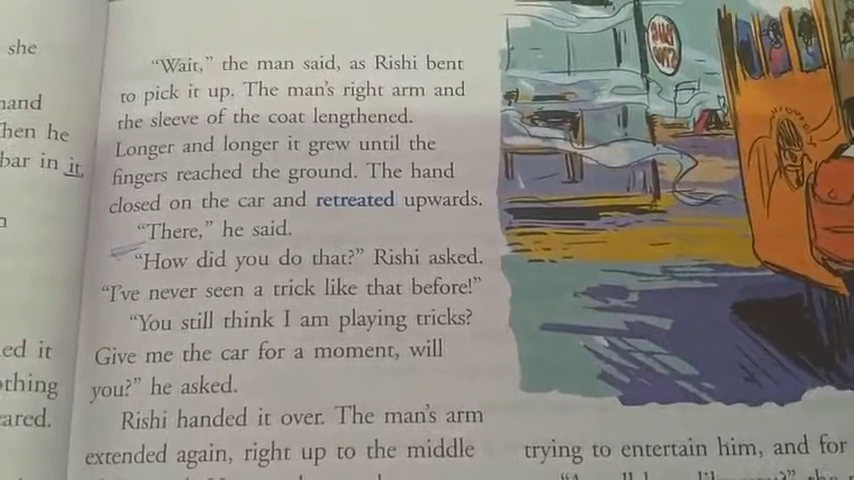 she
hand
hen he
bar in it,
ed it
thing
ared.
"Wait," the man said, as Rishi bent
to pick it up. The man's right arm and
the sleeve of the coat lengthened.
Longer and longer it grew until the
fingers reached the ground. The hand
closed on the car and retreated upwards.
"There," he said.
"How did you do that?" Rishi asked.
"I've never seen a trick like that before!"
"You still think I am playing tricks?
Give me the car for a moment, will
you?" he asked.
Rishi handed it over. The man's arm
extended again, right up to the middle
trying to entertain him, and for